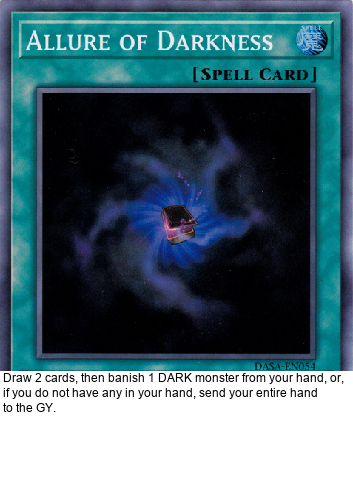 ALLURE OF DARKNESS
SPELL
[SPELL CARD]
DASA-EN054
Draw 2 cards, then banish 1 DARK monster from your hand, or,
if you do not have any in your hand, send your entire hand
to the GY.